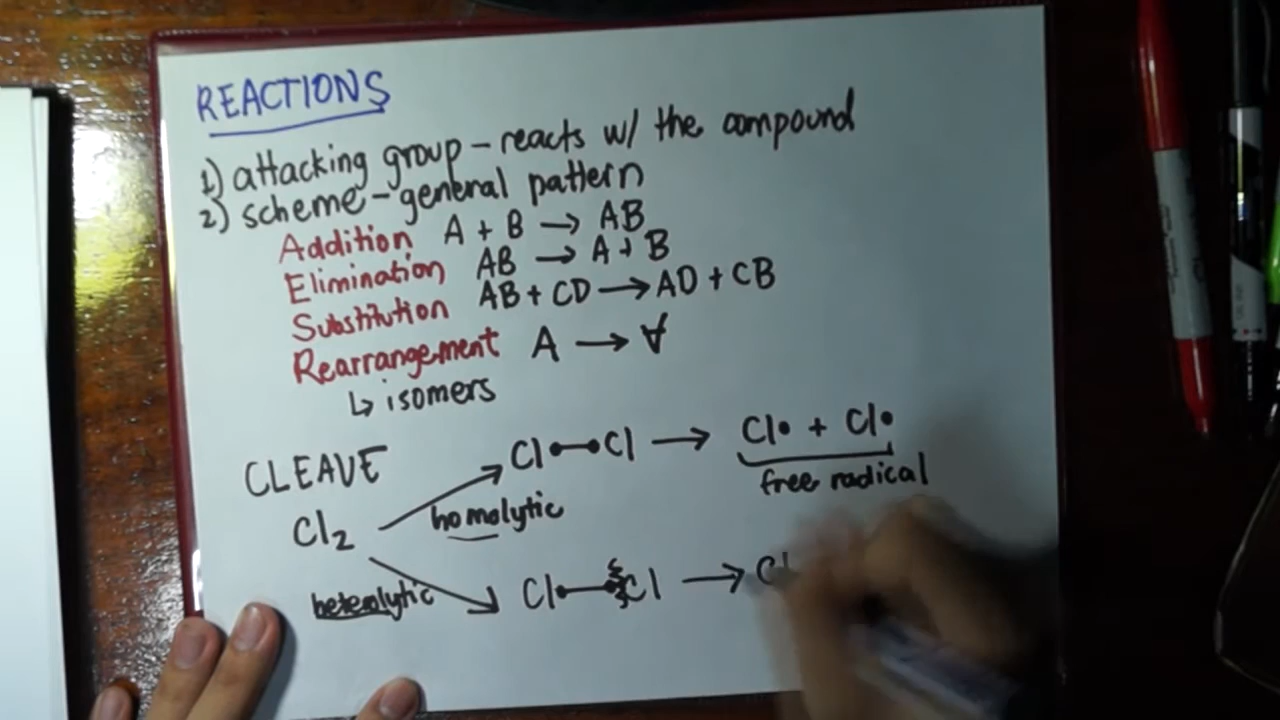 REACTIONS
1) attacking group - reacts w/ the compound
2) scheme - general pattern
Addition A + B → AB
Elimination AB → A + B
Substitution AB + CD → AD + CB
Rearrangement A → ∀
↳ isomers
CLEAVE Cl•—•Cl → Cl• + Cl•
free radical
Cl₂ homolytic
heterolytic Cl•—•Cl → Cl